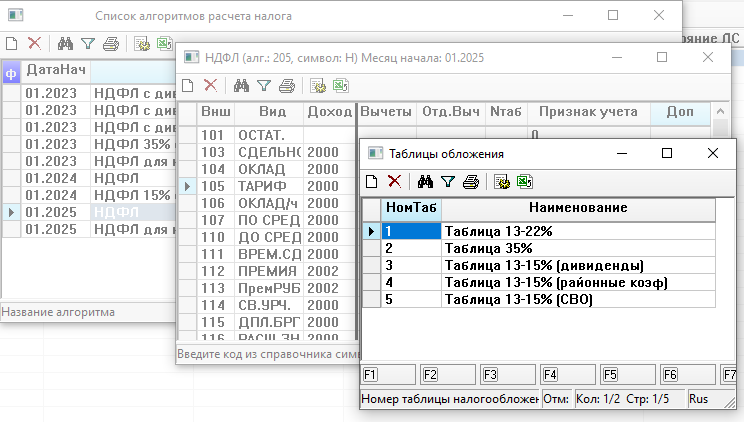 Список алгоритмов расчета налога
ДатаНач
ф
01.2023 НДФЛ с див
01.2023 НДФЛ с див
01.2023 НДФЛ с див
01.2023 НДФЛ 35%
01.2023 НДФЛ для
01.2024 НДФЛ
01.2024 НДФЛ 15%
01.2025 НДФЛ
01.2025 НДФЛ для
Название алгоритма
ояние ЛС
НДФЛ (алг.: 205, символ: Н) Месяц начала: 01.2025
Внш Вид Доход Вычеты Отд.Выч Nтаб Признак учета Доп
101 ОСТАТ. 0
103 СДЕЛЬНО 2000
104 ОКЛАД 2000
105 ТАРИФ 2000
106 ОКЛАД/ч 2000
107 ПО СРЕД 2000
110 ДО СРЕД 2000
111 ВРЕМ.СД 2000
112 ПРЕМИЯ 2002
113 ПремРУБ 2002
114 СВ.УРЧ. 2000
115 ДПЛ.БРГ 2000
116 РАСШ.ЗН 2000
Введите код из справочника сим
Таблицы обложения
НомТаб Наименование
1 Таблица 13-22%
2 Таблица 35%
3 Таблица 13-15% (дивиденды)
4 Таблица 13-15% (районные коэф)
5 Таблица 13-15% (СВО)
F1 F2 F3 F4 F5 F6 F7
Номер таблицы налогообложен Отм: Кол: 1/2 Стр: 1/5 Rus